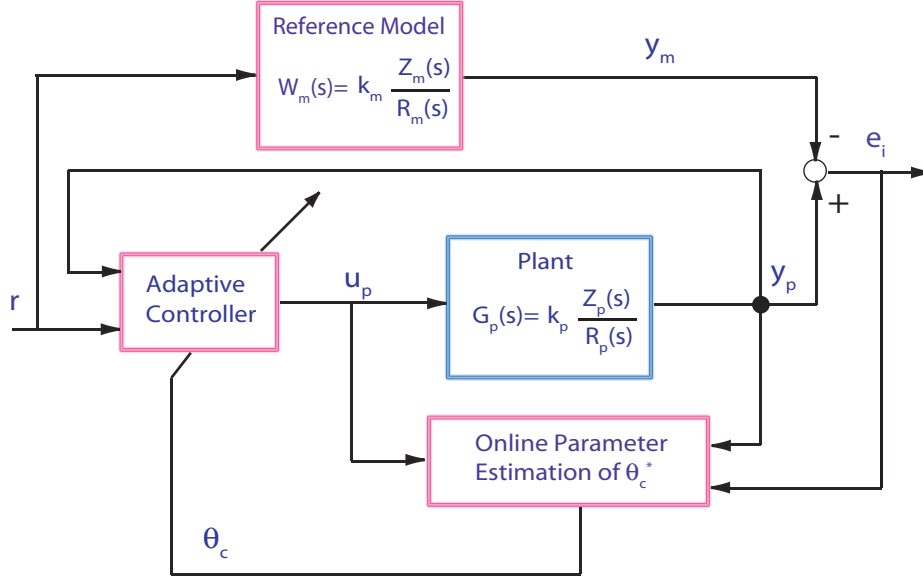 Reference Model
W_m(s)= k_m Z_m(s)/R_m(s)
y_m
-
e_i
+
r
Adaptive
Controller
u_p
Plant
G_p(s)= k_p Z_p(s)/R_p(s)
y_p
Online Parameter
Estimation of θ_c^*
θ_c